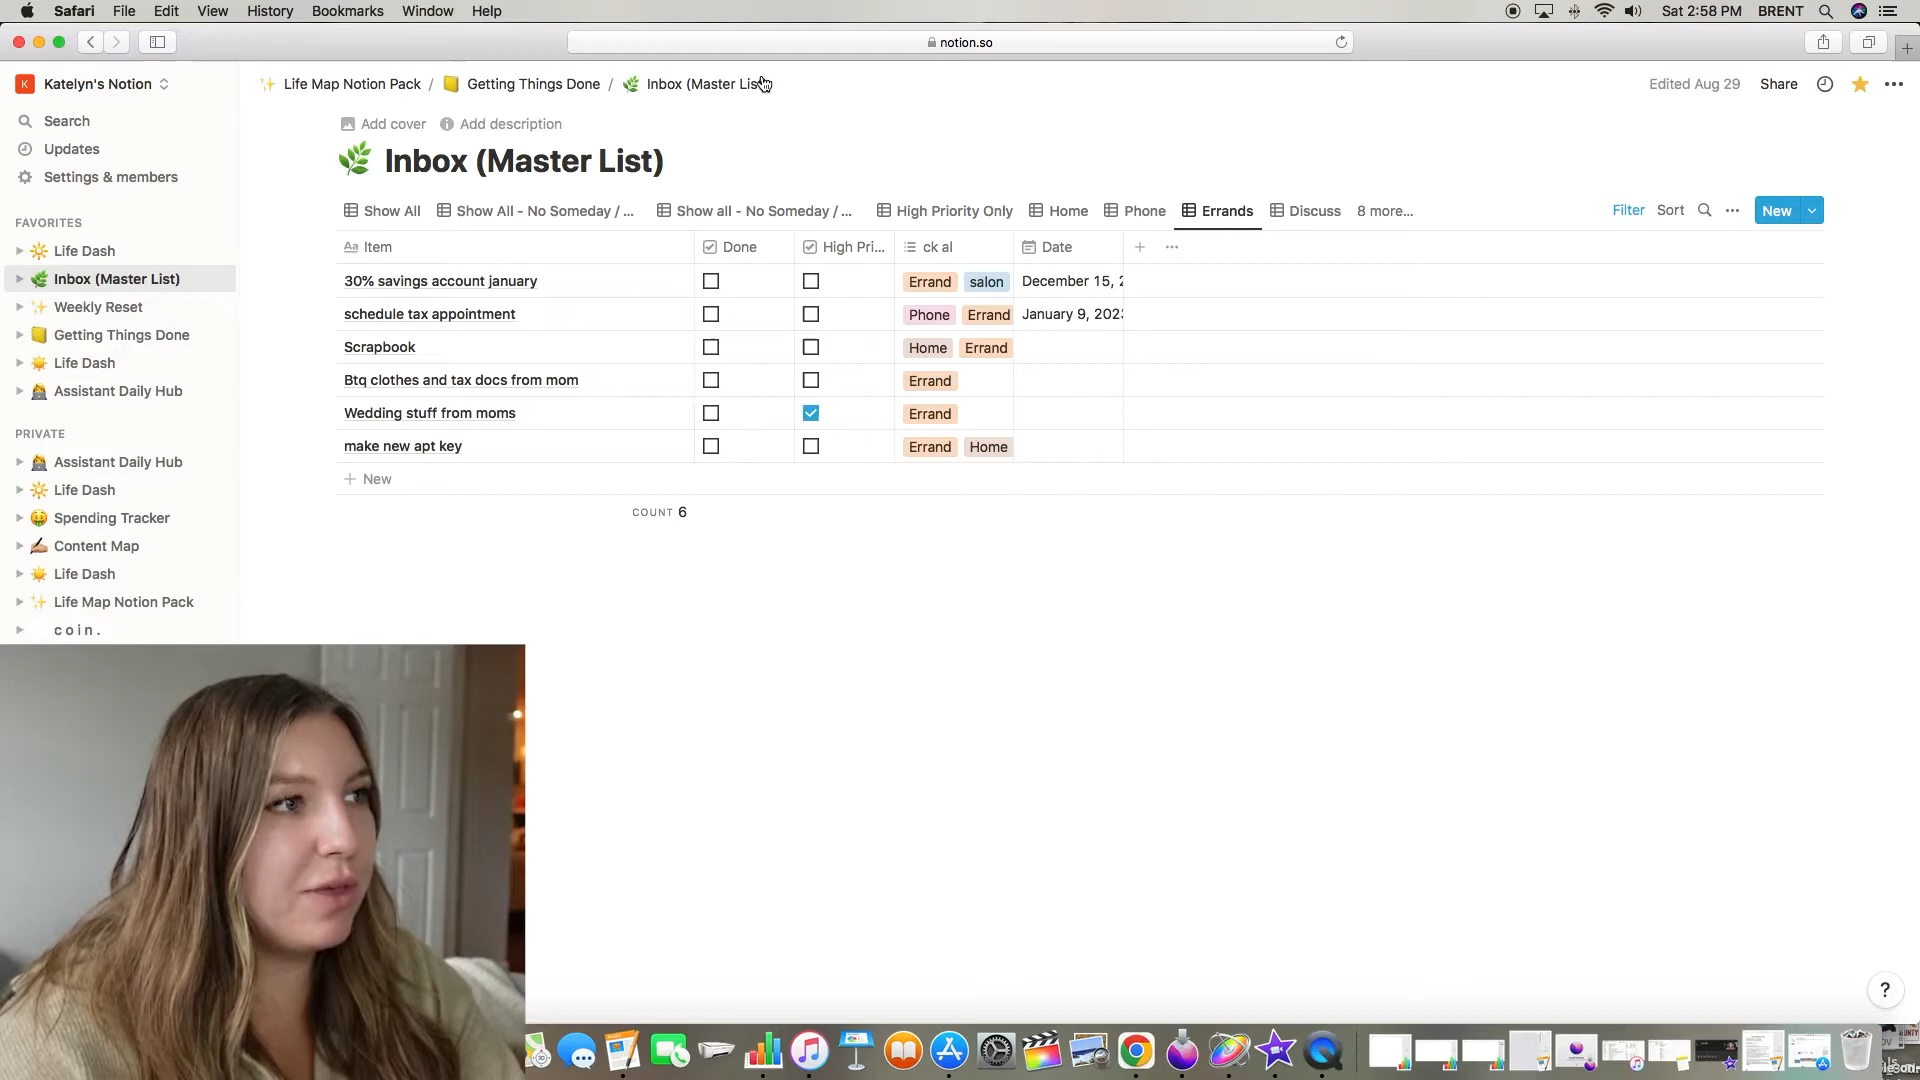 Safari File Edit View History Bookmarks Window Help Sat 2:58 PM BRENT
notion.so
K Katelyn's Notion
Life Map Notion Pack / Getting Things Done / Inbox (Master List)
Edited Aug 29 Share
Search
Updates
Settings & members
FAVORITES
Life Dash
Inbox (Master List)
Weekly Reset
Getting Things Done
Life Dash
Assistant Daily Hub
PRIVATE
Assistant Daily Hub
Life Dash
Spending Tracker
Content Map
Life Dash
Life Map Notion Pack
c o i n .
Add cover Add description
Inbox (Master List)
Show All Show All - No Someday / ... Show all - No Someday / ... High Priority Only Home Phone Errands Discuss 8 more...
Filter Sort New
Aa Item Done High Pri... ck al Date
30% savings account january Errand salon December 15, 2
schedule tax appointment Phone Errand January 9, 2023
Scrapbook Home Errand
Btq clothes and tax docs from mom Errand
Wedding stuff from moms Errand
make new apt key Errand Home
+ New
COUNT 6
?